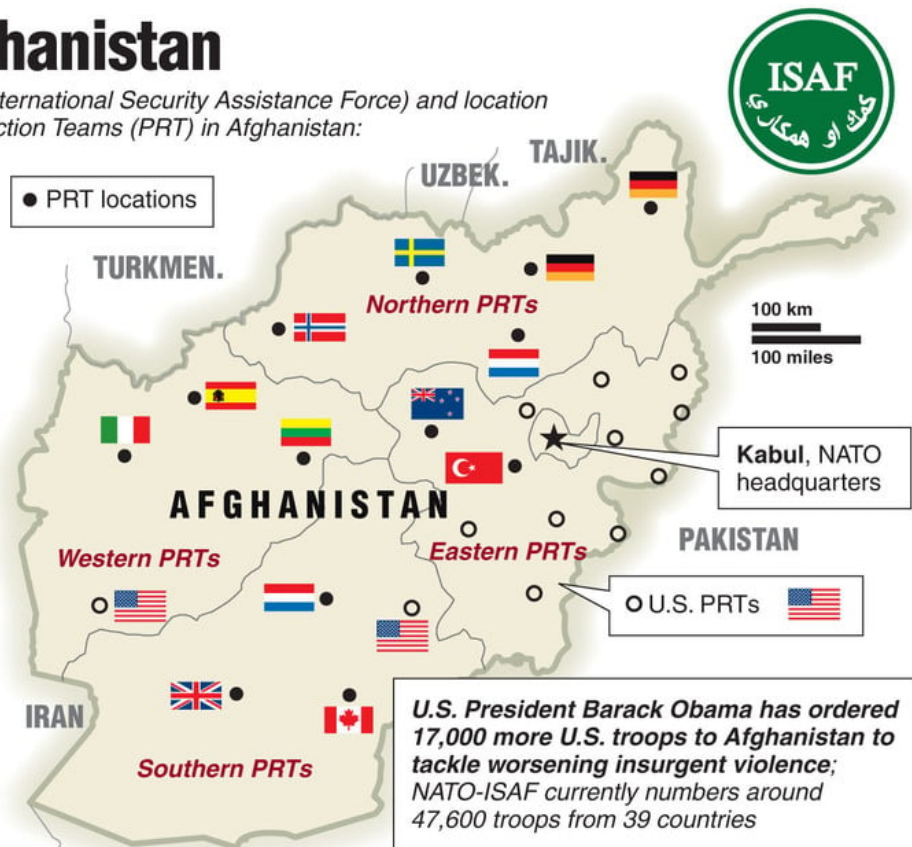 hanistan
ternational Security Assistance Force) and location
ction Teams (PRT) in Afghanistan:
ISAF
کمک او همکاري
PRT locations
TAJIK.
UZBEK.
TURKMEN.
Northern PRTs
100 km
100 miles
Kabul, NATO
headquarters
AFGHANISTAN
PAKISTAN
Western PRTs
Eastern PRTs
U.S. PRTs
IRAN
Southern PRTs
U.S. President Barack Obama has ordered
17,000 more U.S. troops to Afghanistan to
tackle worsening insurgent violence;
NATO-ISAF currently numbers around
47,600 troops from 39 countries